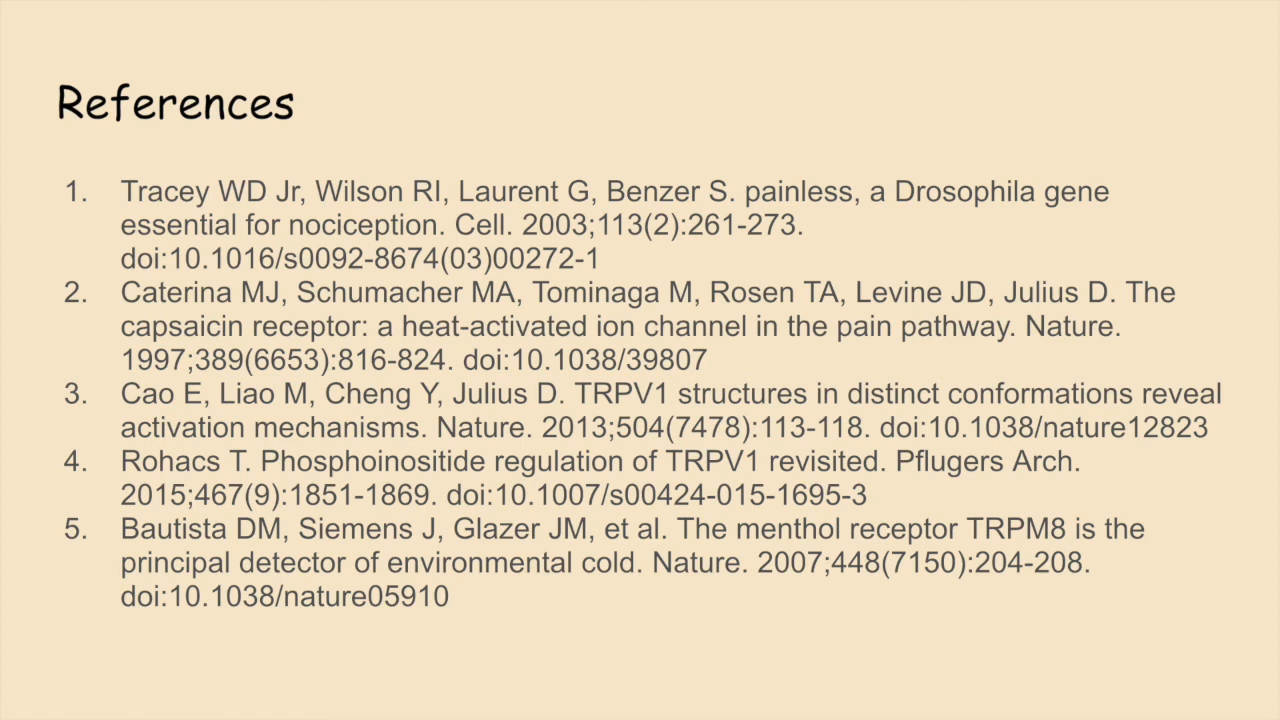 References
1. Tracey WD Jr, Wilson RI, Laurent G, Benzer S. painless, a Drosophila gene
essential for nociception. Cell. 2003;113(2):261-273.
doi:10.1016/s0092-8674(03)00272-1
2. Caterina MJ, Schumacher MA, Tominaga M, Rosen TA, Levine JD, Julius D. The
capsaicin receptor: a heat-activated ion channel in the pain pathway. Nature.
1997;389(6653):816-824. doi:10.1038/39807
3. Cao E, Liao M, Cheng Y, Julius D. TRPV1 structures in distinct conformations reveal
activation mechanisms. Nature. 2013;504(7478):113-118. doi:10.1038/nature12823
4. Rohacs T. Phosphoinositide regulation of TRPV1 revisited. Pflugers Arch.
2015;467(9):1851-1869. doi:10.1007/s00424-015-1695-3
5. Bautista DM, Siemens J, Glazer JM, et al. The menthol receptor TRPM8 is the
principal detector of environmental cold. Nature. 2007;448(7150):204-208.
doi:10.1038/nature05910